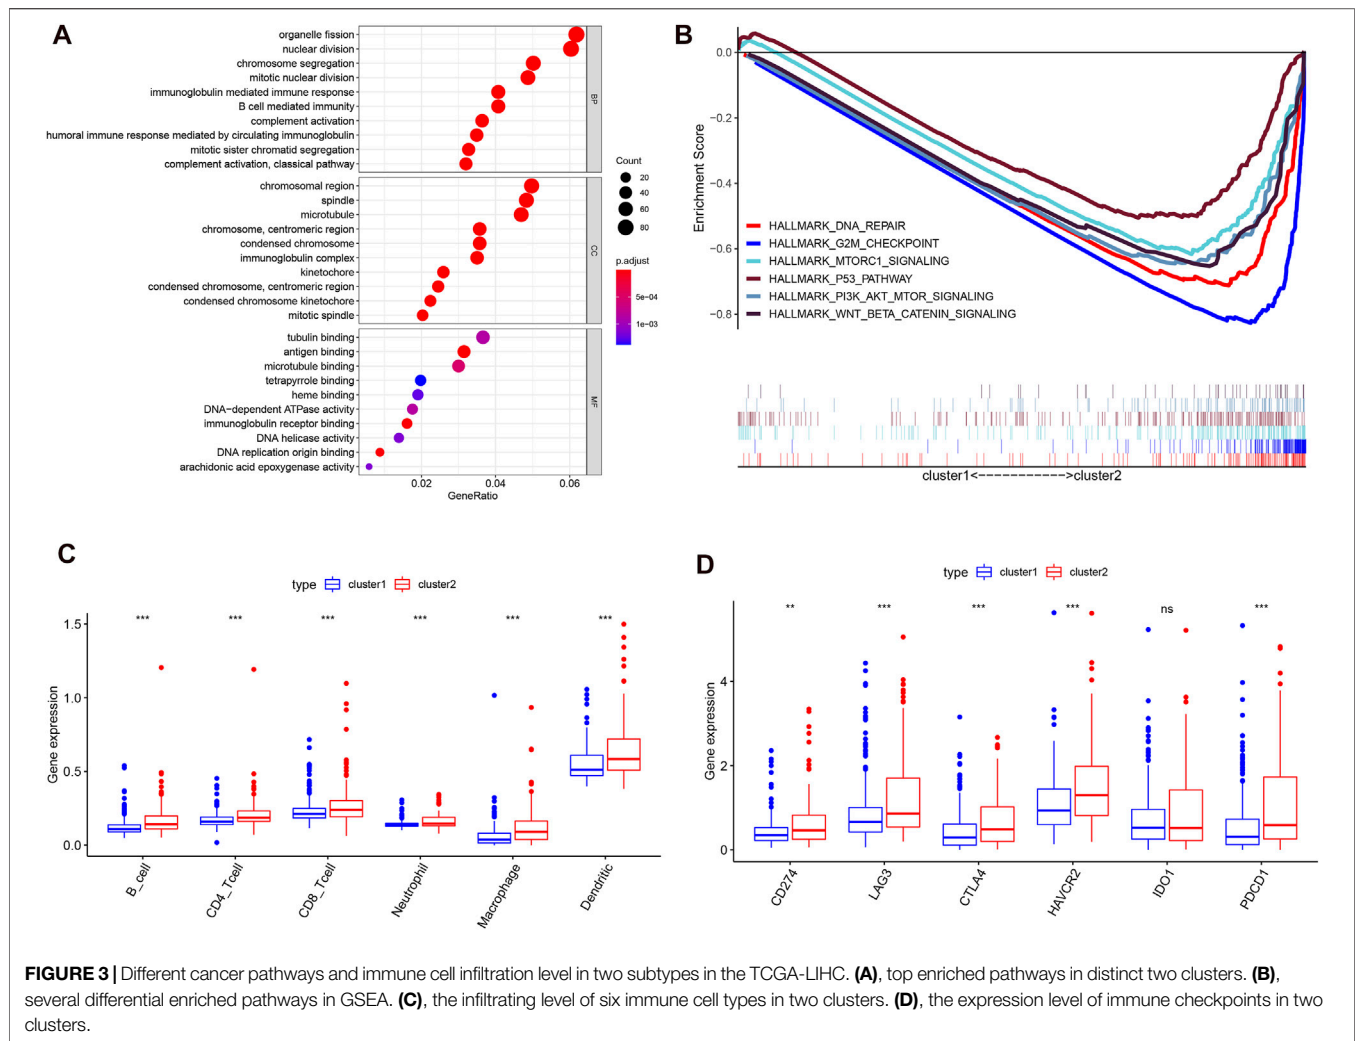 A
organelle fission
nuclear division
chromosome segregation
mitotic nuclear division
immunoglobulin mediated immune response
B cell mediated immunity
complement activation
humoral immune response mediated by circulating immunoglobulin
mitotic sister chromatid segregation
complement activation, classical pathway
BP
chromosomal region
spindle
microtubule
chromosome, centromeric region
condensed chromosome
immunoglobulin complex
kinetochore
condensed chromosome, centromeric region
condensed chromosome kinetochore
mitotic spindle
CC
tubulin binding
antigen binding
microtubule binding
tetrapyrrole binding
heme binding
DNA−dependent ATPase activity
immunoglobulin receptor binding
DNA helicase activity
DNA replication origin binding
arachidonic acid epoxygenase activity
MF
0.02 0.04 0.06
GeneRatio
Count
20
40
60
80
p.adjust
5e−04
1e−03
B
Enrichment Score
0.0
−0.2
−0.4
−0.6
−0.8
HALLMARK_DNA_REPAIR
HALLMARK_G2M_CHECKPOINT
HALLMARK_MTORC1_SIGNALING
HALLMARK_P53_PATHWAY
HALLMARK_PI3K_AKT_MTOR_SIGNALING
HALLMARK_WNT_BETA_CATENIN_SIGNALING
cluster1<−−−−−−−−−−−>cluster2
C
type cluster1 cluster2
Gene expression
1.5
1.0
0.5
0.0
*** *** *** *** *** ***
B_cell
CD4_Tcell
CD8_Tcell
Neutrophil
Macrophage
Dendritic
D
type cluster1 cluster2
Gene expression
4
2
0
** *** *** *** ns ***
CD274
LAG3
CTLA4
HAVCR2
IDO1
PDCD1
FIGURE 3 | Different cancer pathways and immune cell infiltration level in two subtypes in the TCGA-LIHC. (A), top enriched pathways in distinct two clusters. (B),
several differential enriched pathways in GSEA. (C), the infiltrating level of six immune cell types in two clusters. (D), the expression level of immune checkpoints in two
clusters.